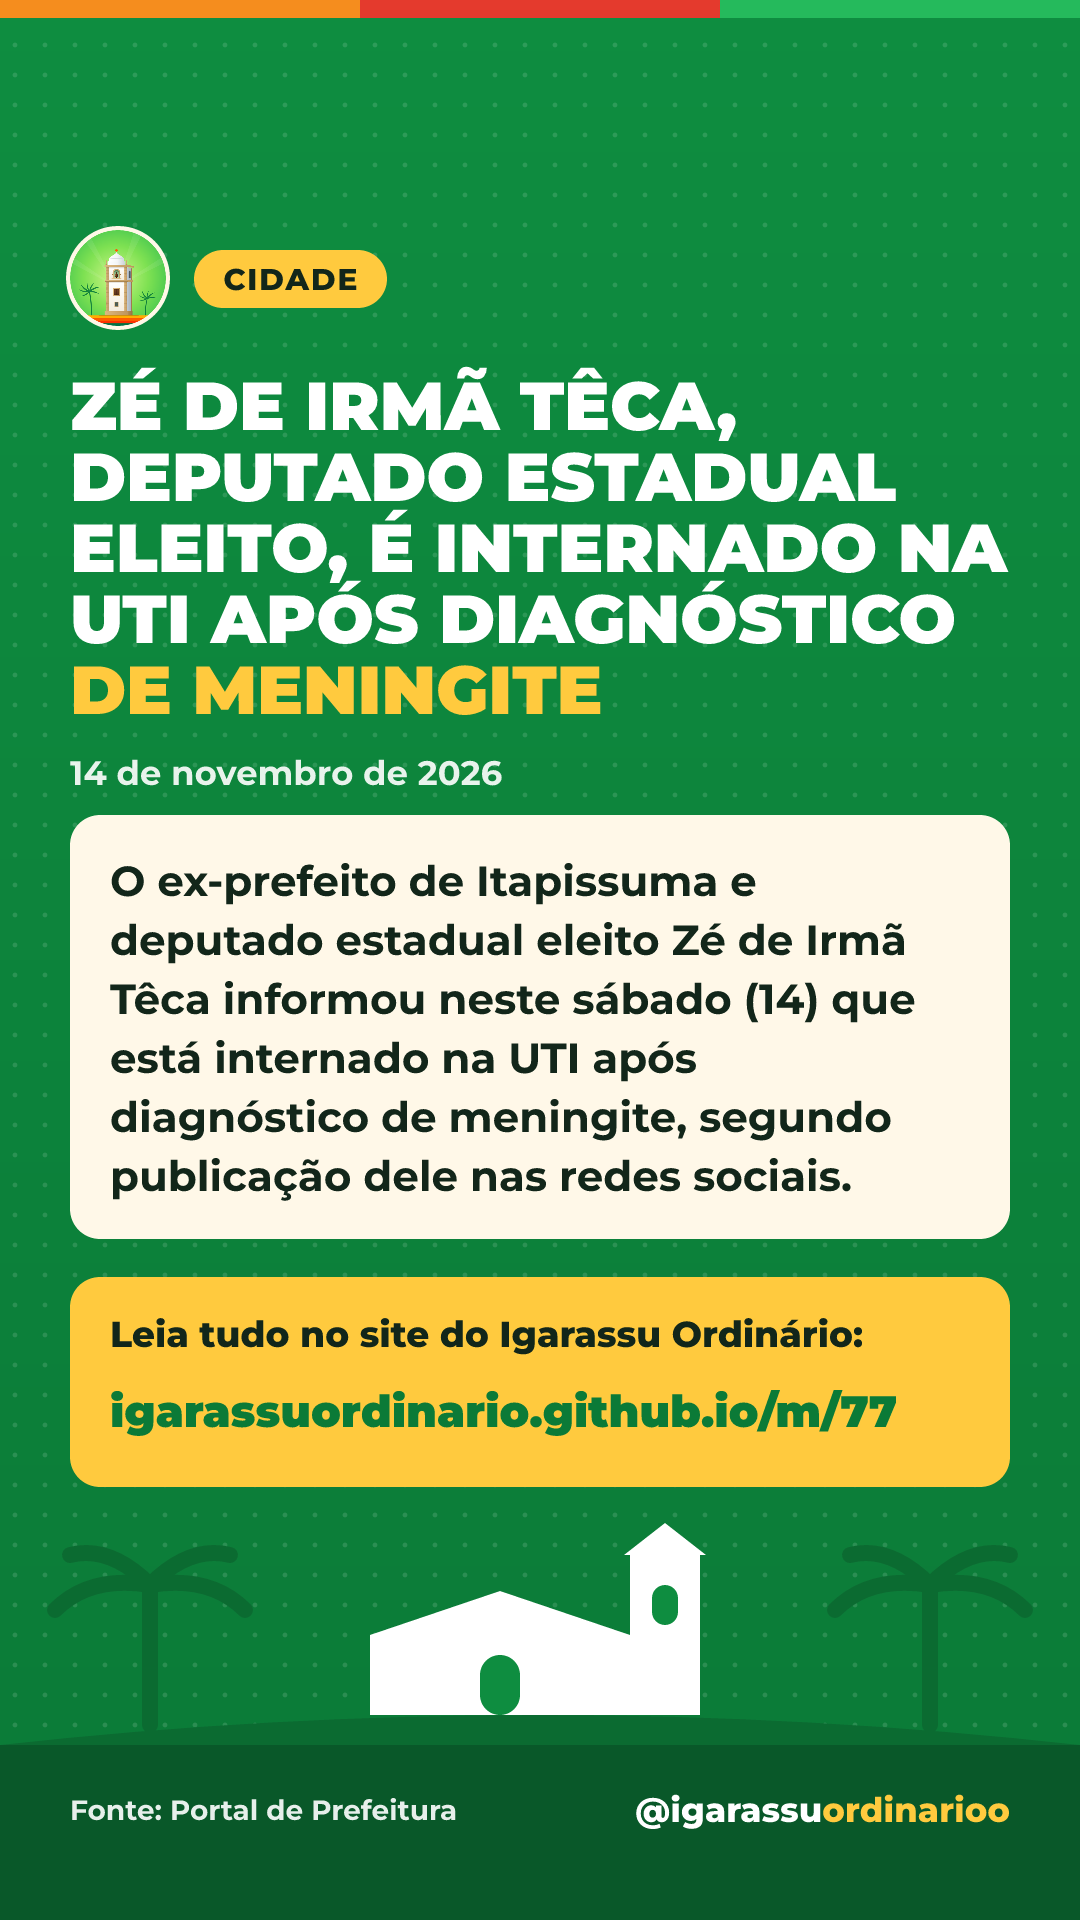 CIDADE
ZÉ DE IRMÃ TÊCA,
DEPUTADO ESTADUAL
ELEITO, É INTERNADO NA
UTI APÓS DIAGNÓSTICO
DE MENINGITE
14 de novembro de 2026
O ex-prefeito de Itapissuma e
deputado estadual eleito Zé de Irmã
Têca informou neste sábado (14) que
está internado na UTI após
diagnóstico de meningite, segundo
publicação dele nas redes sociais.
Leia tudo no site do Igarassu Ordinário:
igarassuordinario.github.io/m/77
Fonte: Portal de Prefeitura
@igarassuordinarioo